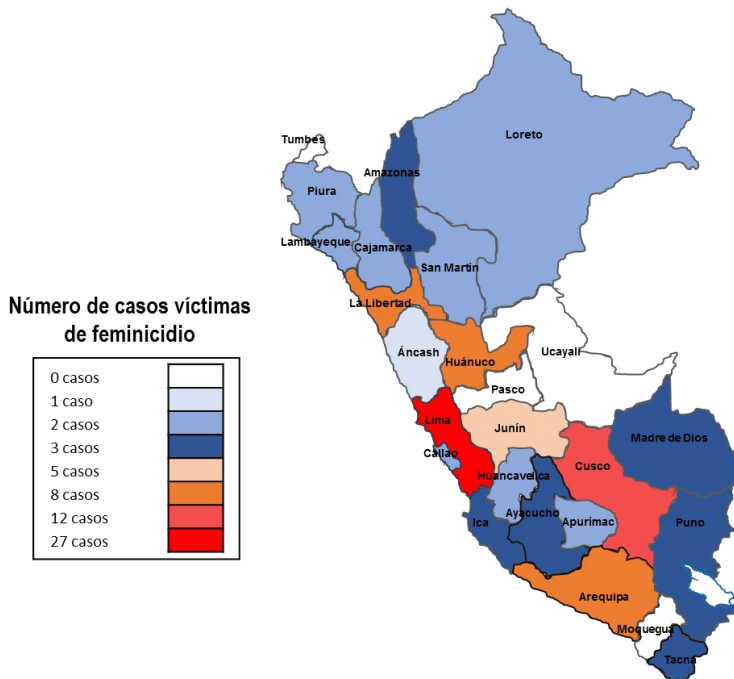 Número de casos víctimas
de feminicidio
0 casos
1 caso
2 casos
3 casos
5 casos
8 casos
12 casos
27 casos
Tumbes
Loreto
Amazonas
Piura
Lambayeque
Cajamarca
San Martín
La Libertad
Áncash
Huánuco
Ucayali
Pasco
Lima
Junín
Madre de Dios
Callao
Cusco
Huancavelica
Ayacucho
Apurímac
Ica
Puno
Arequipa
Moquegua
Tacna